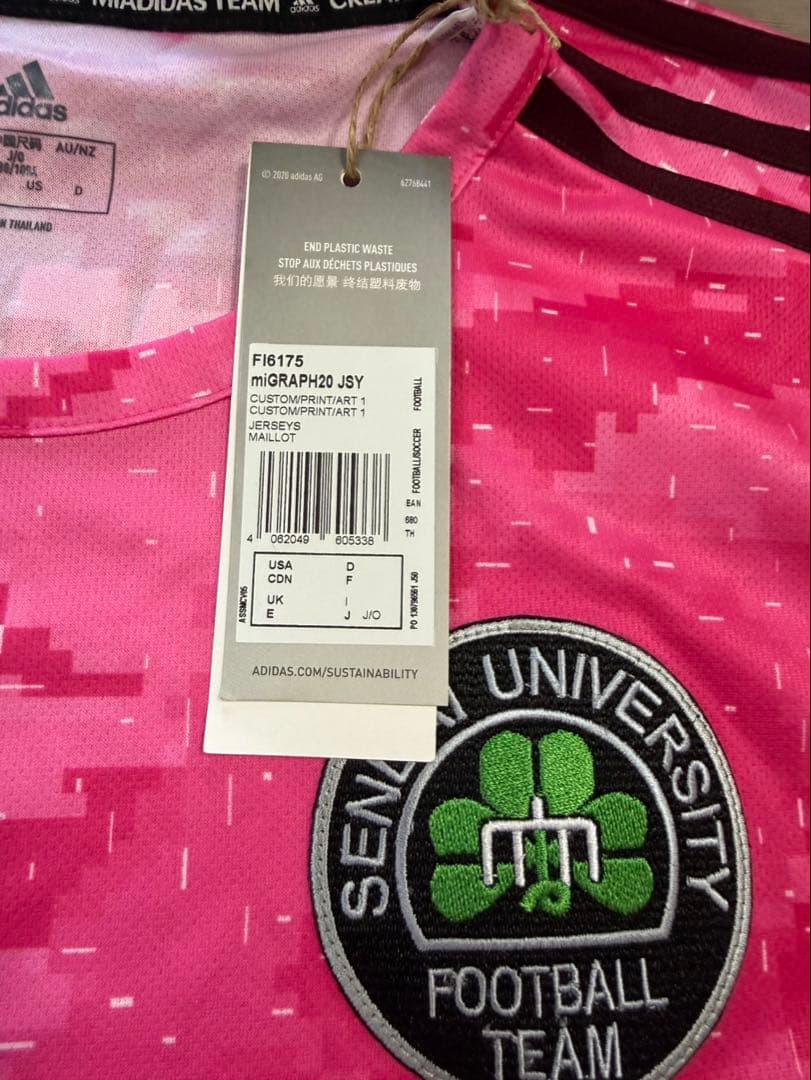 MIADIDAS TEAM
adidas
adidas
AU/NZ
J/O
US
D
THAILAND
© 2020 adidas AG
62768441
END PLASTIC WASTE
STOP AUX DÉCHETS PLASTIQUES
我们的愿景 终结塑料废物
FI6175
miGRAPH20 JSY
CUSTOM/PRINT/ART 1
CUSTOM/PRINT/ART 1
JERSEYS
MAILLOT
FOOTBALL/SOCCER FOOTBALL
EAN
680
TH
4 062049 605338
USA D
CDN F
UK I
E J J/O
ADIDAS.COM/SUSTAINABILITY
UNIVERSITY
FOOTBALL
TEAM